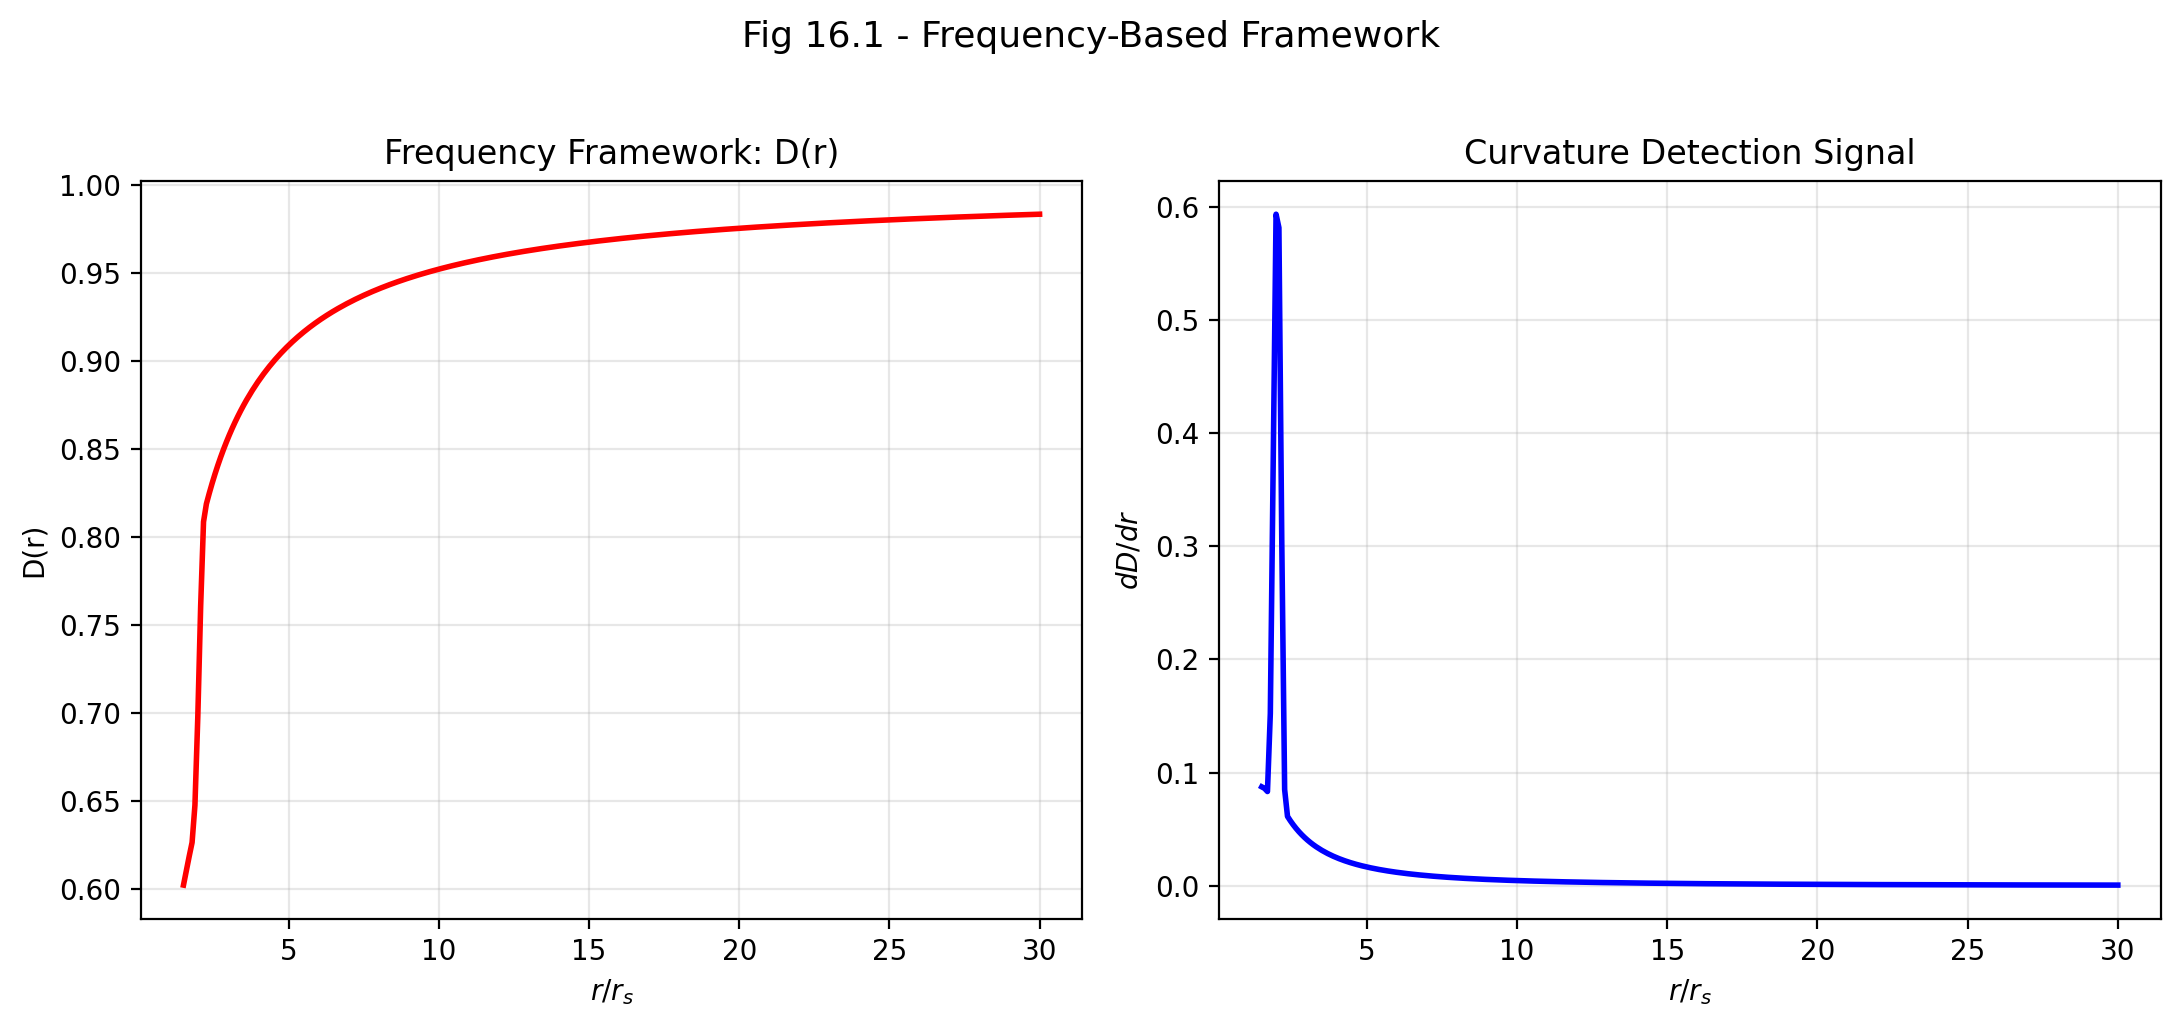 Fig 16.1 - Frequency-Based Framework
Frequency Framework: D(r)
1.00
0.95
0.90
0.85
0.80
0.75
0.70
0.65
0.60
D(r)
5 10 15 20 25 30
r/r_s
Curvature Detection Signal
0.6
0.5
0.4
0.3
0.2
0.1
0.0
dD/dr
5 10 15 20 25 30
r/r_s